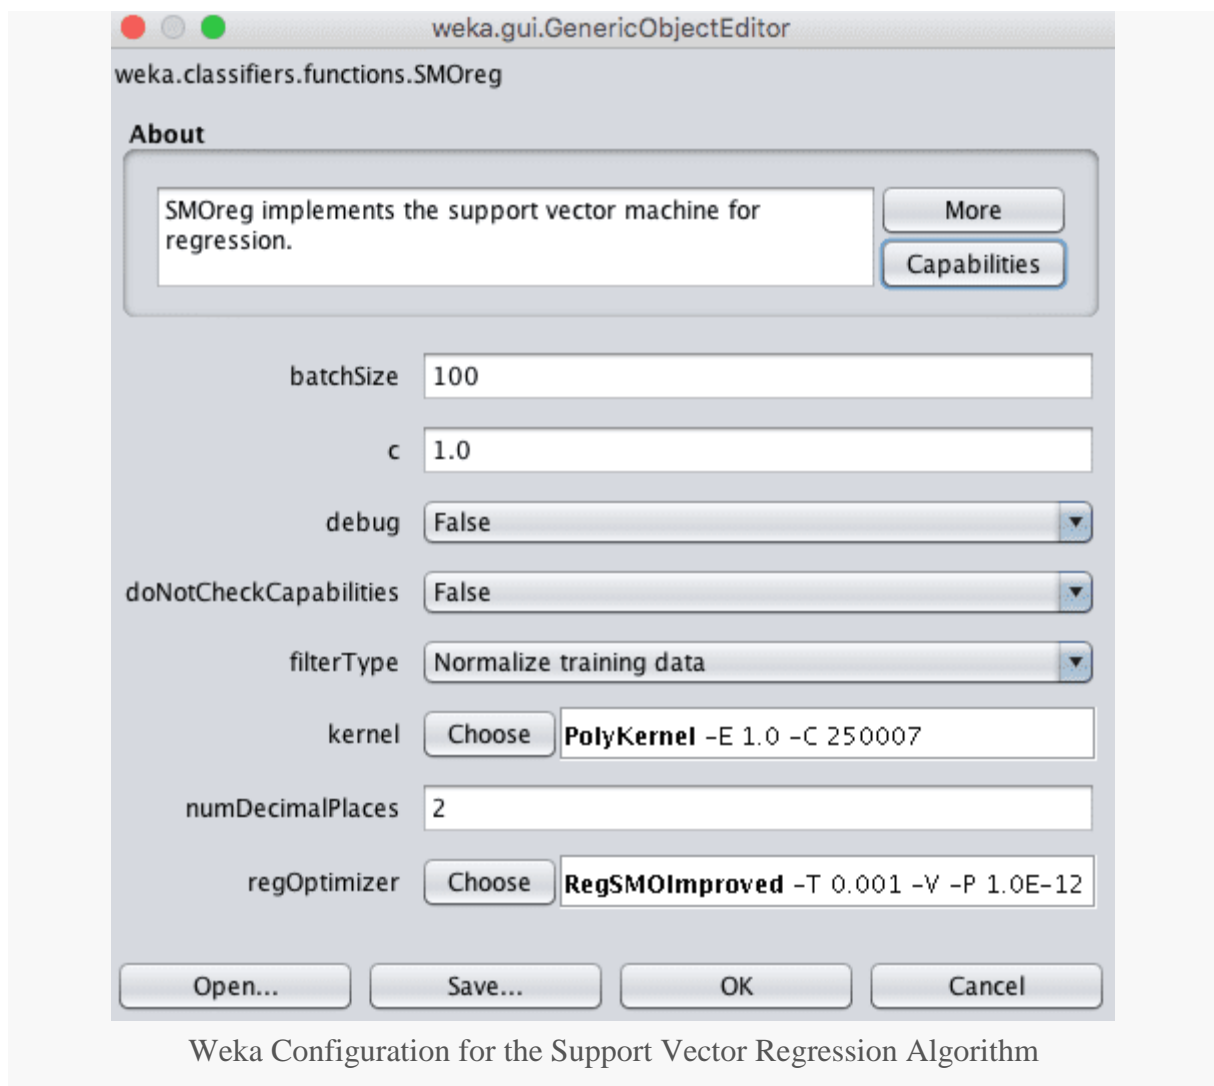 weka.gui.GenericObjectEditor
weka.classifiers.functions.SMOreg
About
SMOreg implements the support vector machine for
regression.
More
Capabilities
batchSize 100
c 1.0
debug False
doNotCheckCapabilities False
filterType Normalize training data
kernel Choose PolyKernel -E 1.0 -C 250007
numDecimalPlaces 2
regOptimizer Choose RegSMOImproved -T 0.001 -V -P 1.0E-12
Open... Save... OK Cancel
Weka Configuration for the Support Vector Regression Algorithm